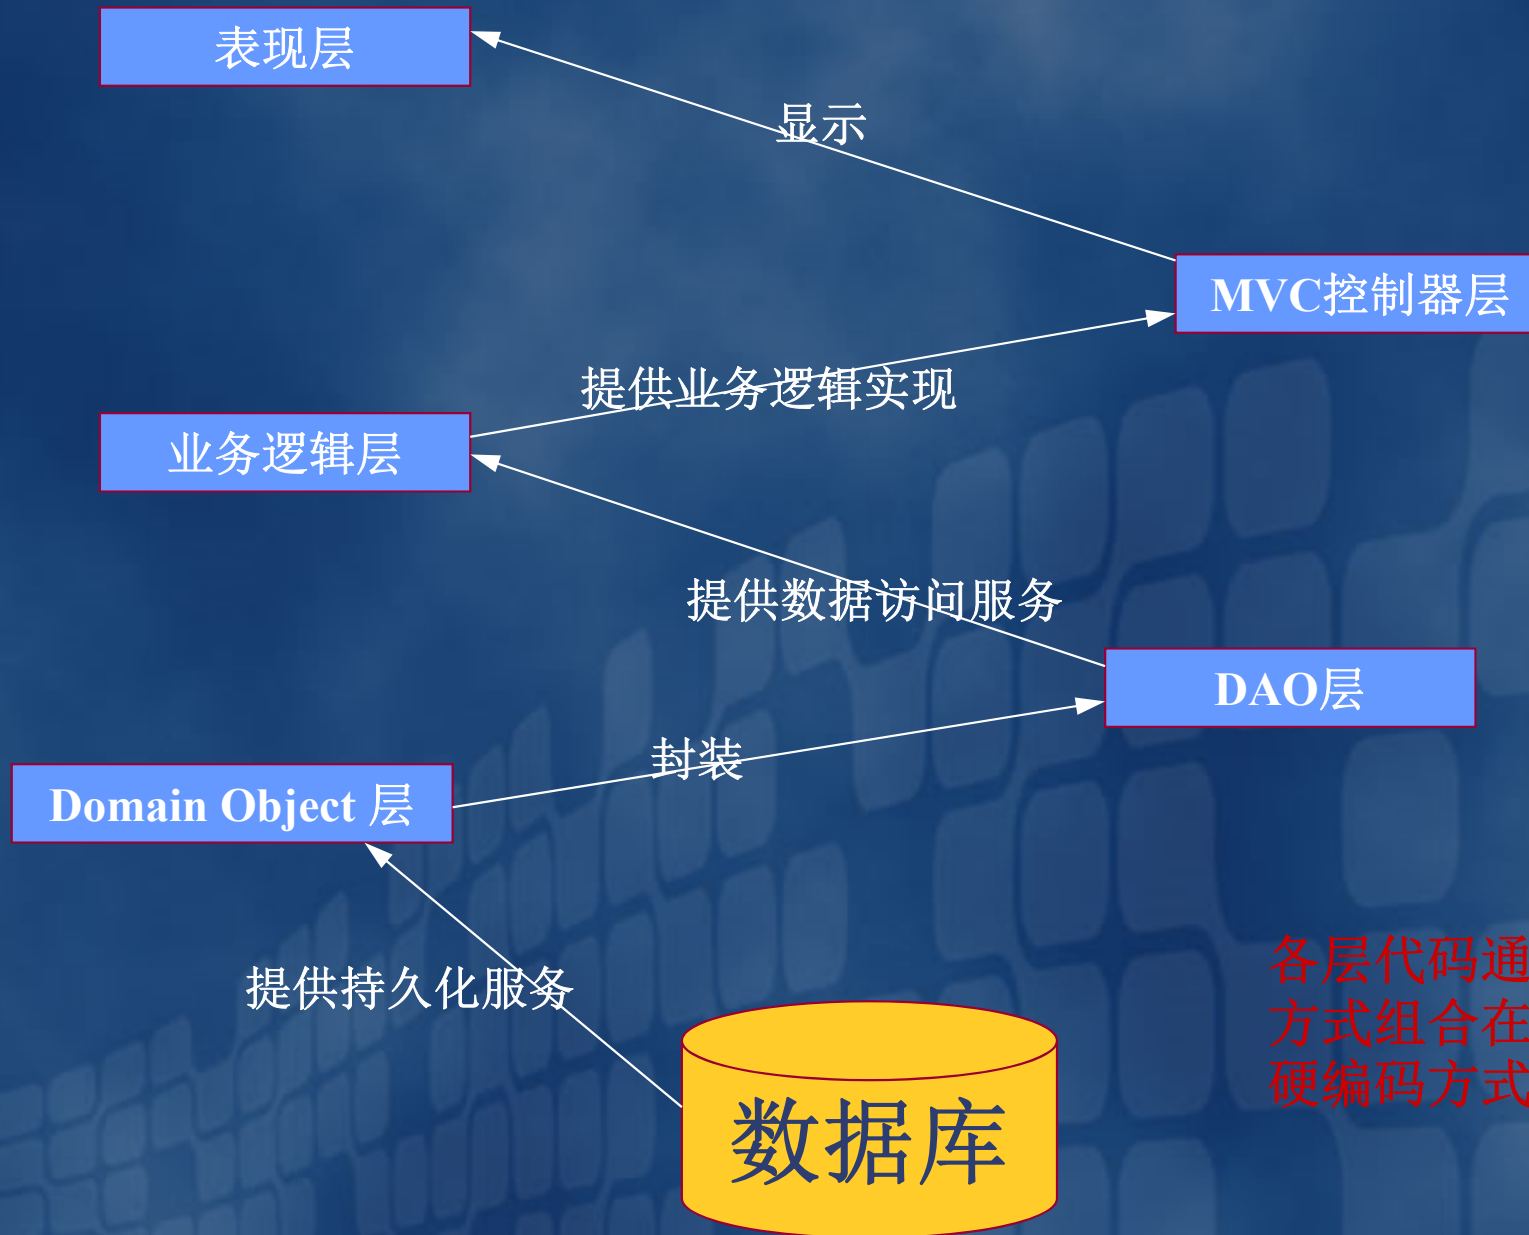 表现层
显示
MVC控制器层
提供业务逻辑实现
业务逻辑层
提供数据访问服务
DAO层
封装
Domain Object 层
各层代码通
提供持久化服务
方式组合在
硬编码方式
数据库